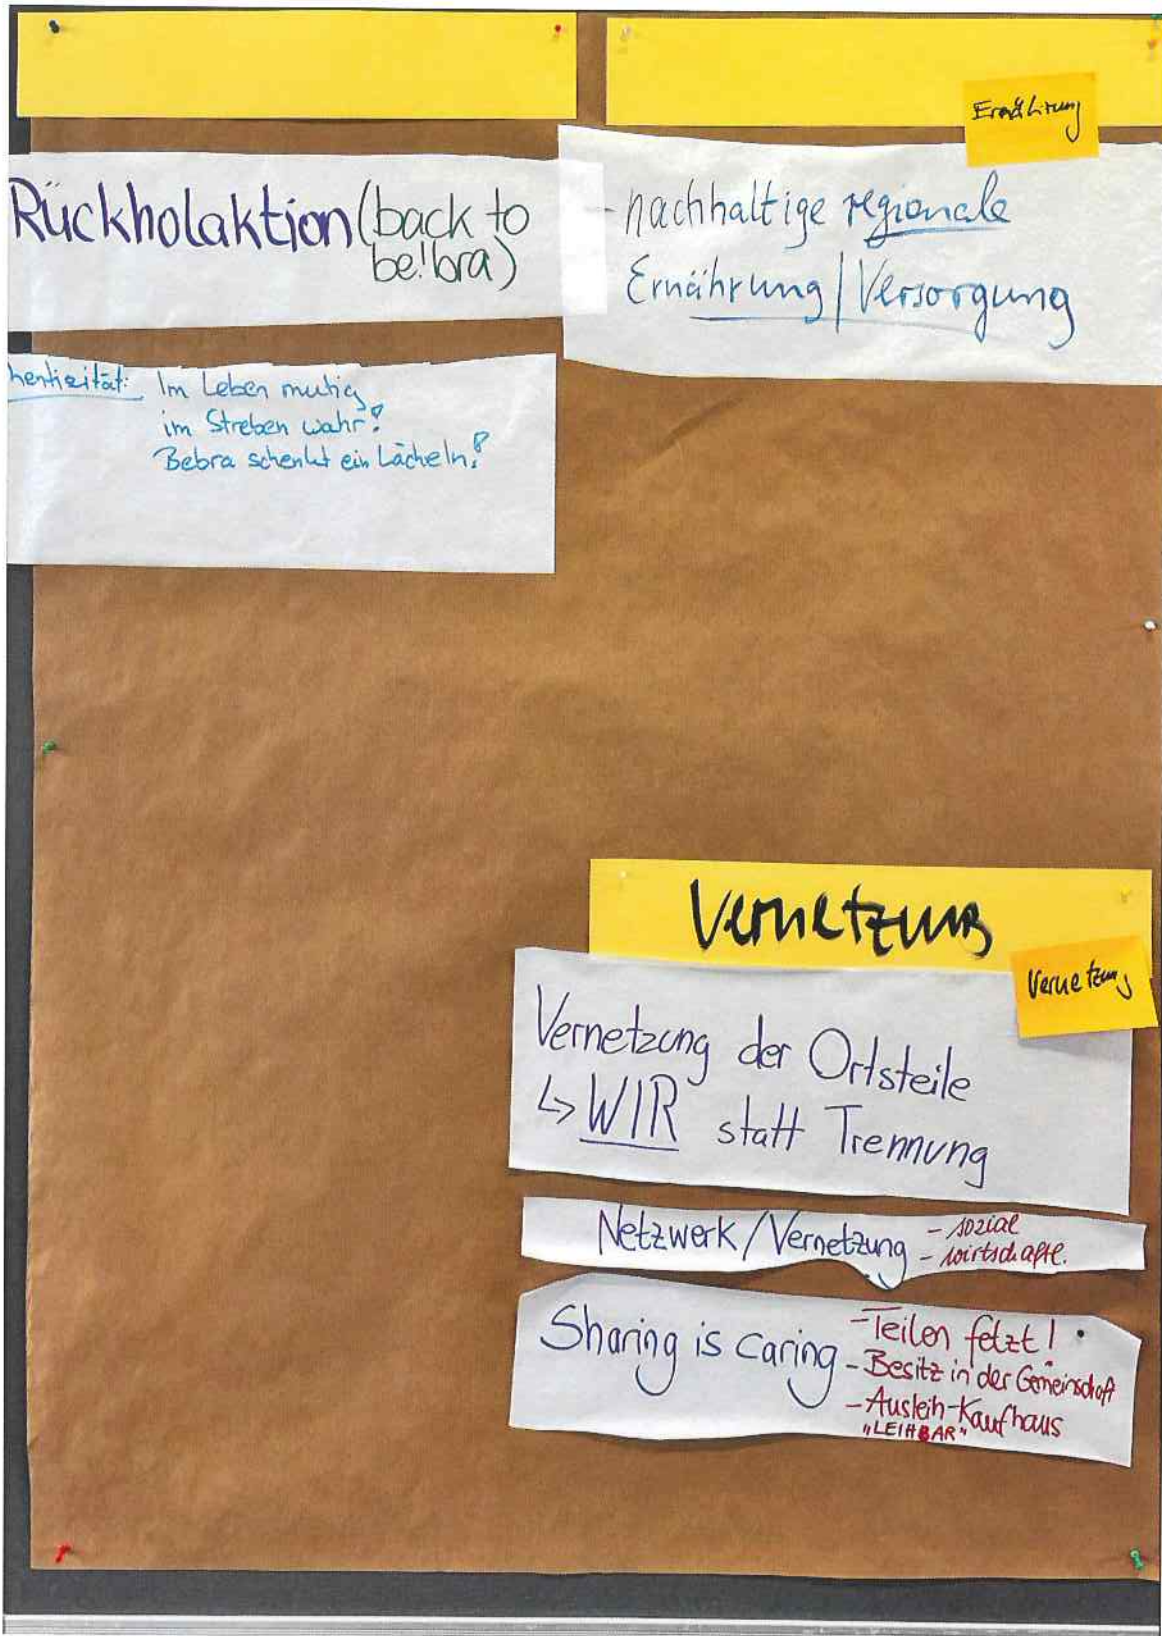 Rückholaktion (back to
be!bra)
hentizität: Im Leben mutig
im Streben wahr!
Bebra schenkt ein Lächeln!
Ernährung
- nachhaltige regionale
Ernährung / Versorgung
Vernetzung
Vernetzung
Vernetzung der Ortsteile
↳ WIR statt Trennung
Netzwerk / Vernetzung - sozial
- wirtschaftl.
Sharing is caring - Teilen fetzt!
- Besitz in der Gemeinschaft
- Ausleih-Kaufhaus
"LEIHBAR"